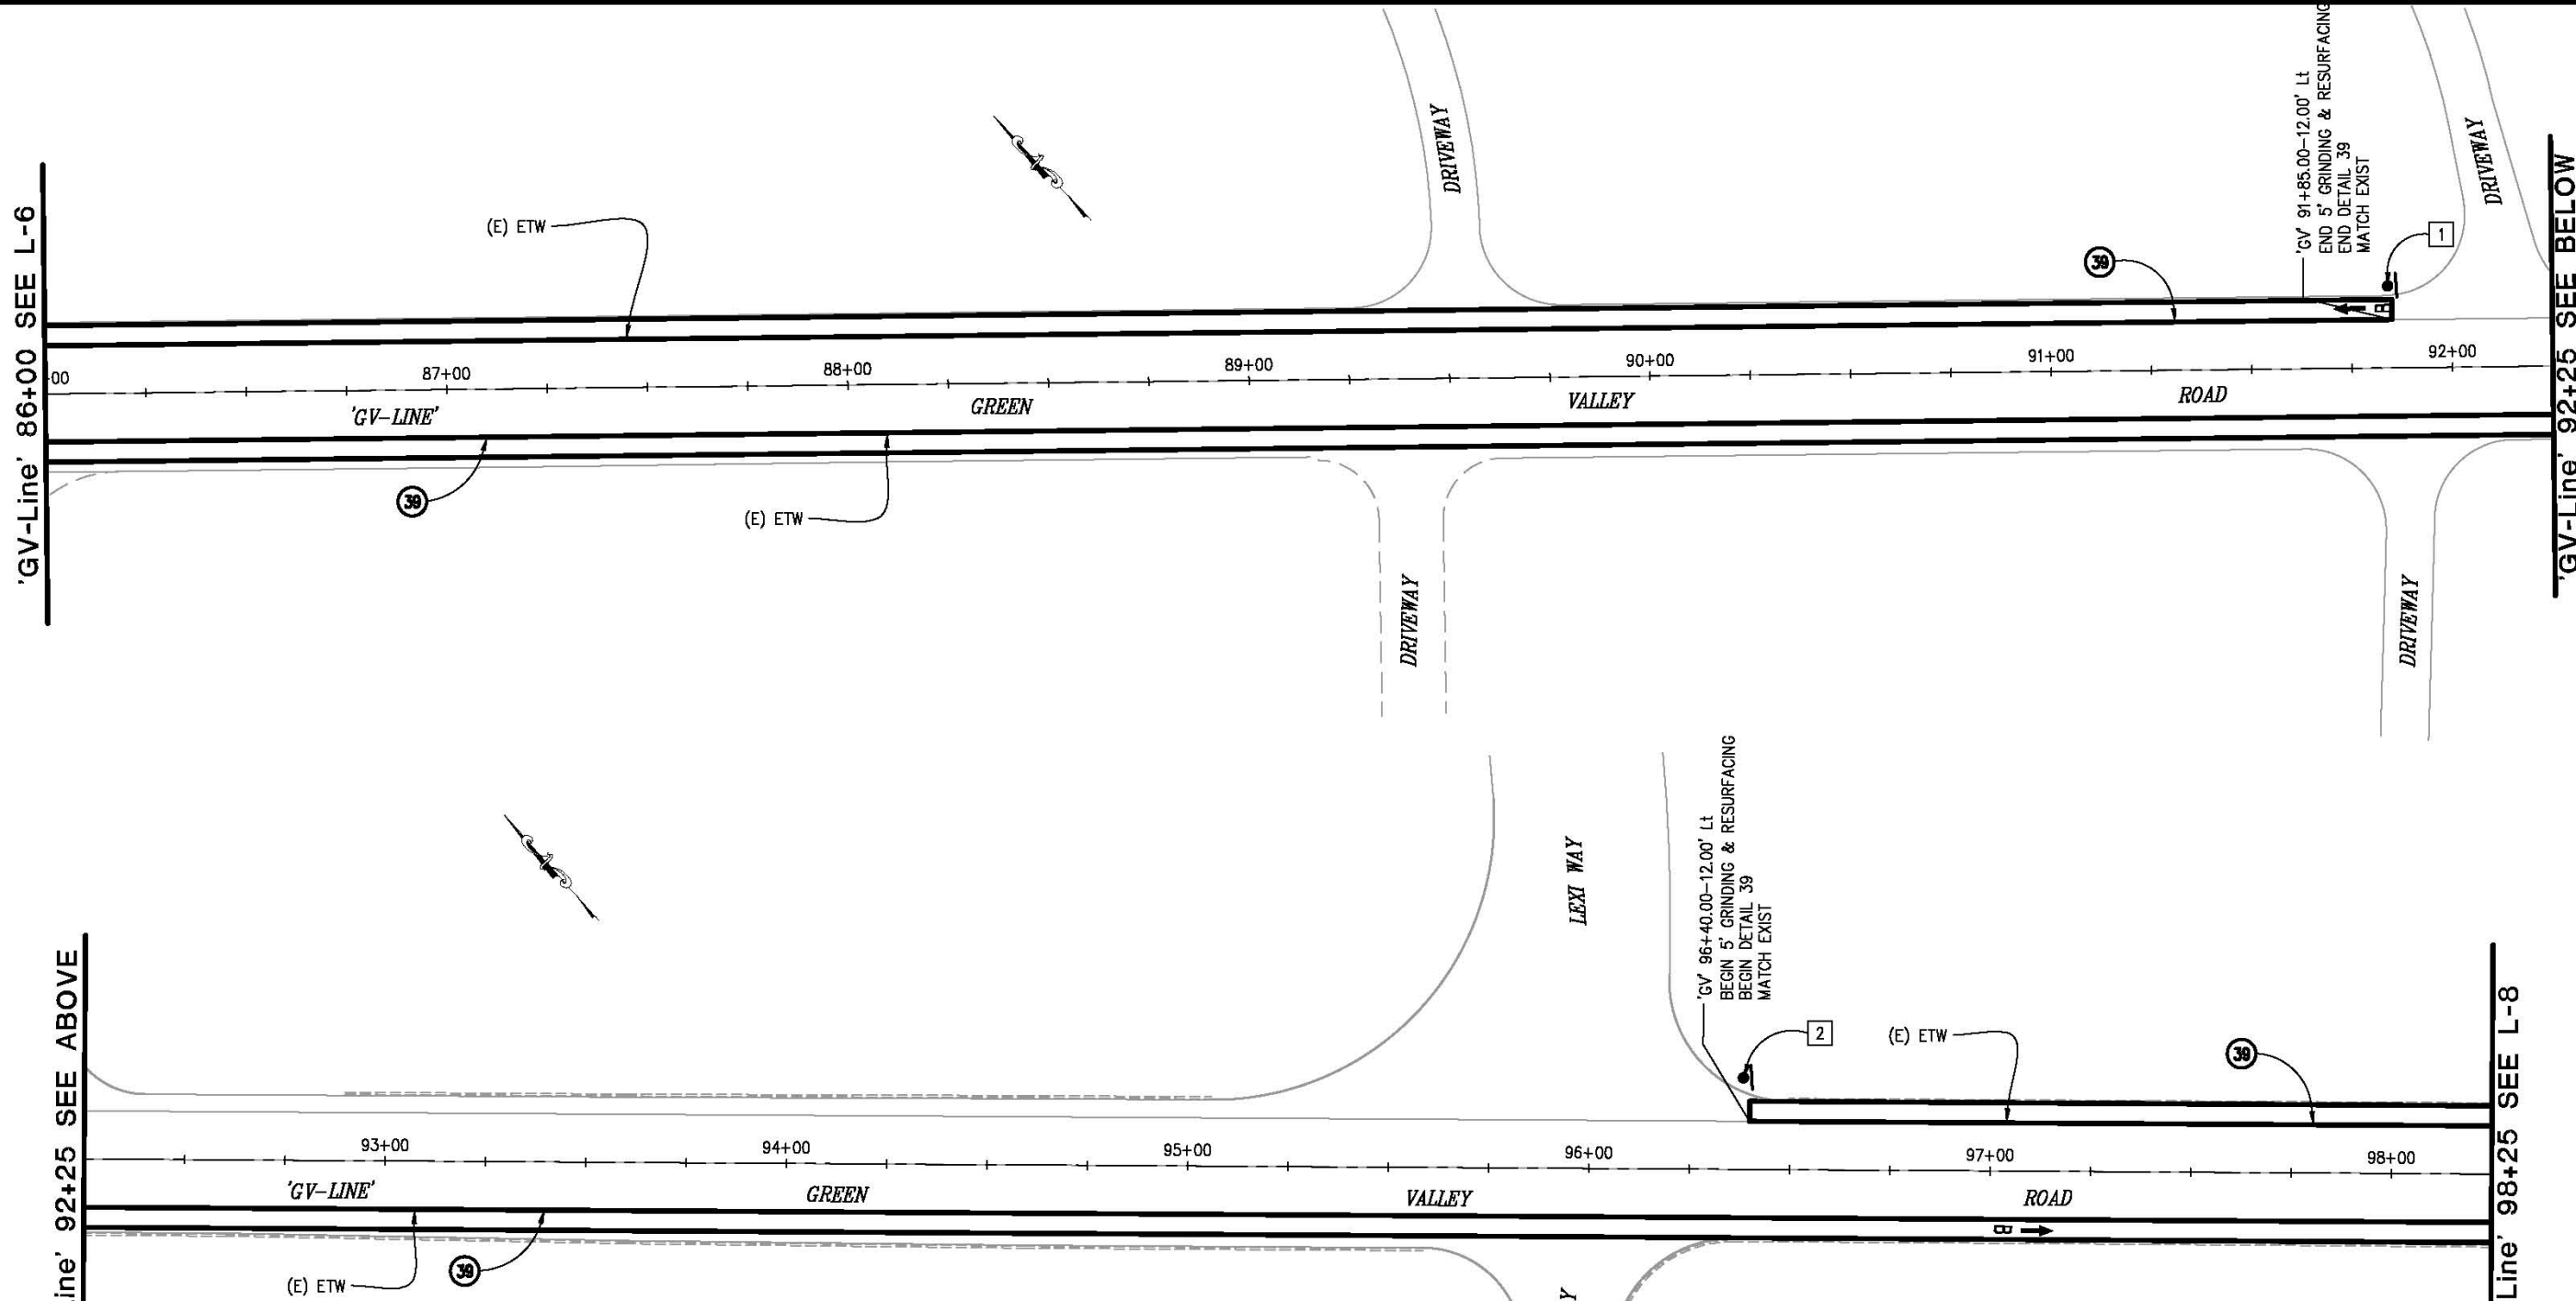 'GV-Line' 86+00 SEE L-6
(E) ETW
DRIVEWAY
39
'GV' 91+85.00-12.00' Lt
END 5' GRINDING & RESURFACING
END DETAIL 39
MATCH EXIST
1
DRIVEWAY
B
'GV-Line' 92+25 SEE BELOW
00
87+00
88+00
89+00
90+00
91+00
92+00
'GV-LINE'
GREEN
VALLEY
ROAD
39
(E) ETW
DRIVEWAY
DRIVEWAY
LEXI WAY
'GV' 96+40.00-12.00' Lt
BEGIN 5' GRINDING & RESURFACING
BEGIN DETAIL 39
MATCH EXIST
2
(E) ETW
39
ine' 92+25 SEE ABOVE
93+00
94+00
95+00
96+00
97+00
98+00
'GV-LINE'
GREEN
VALLEY
ROAD
B
(E) ETW
39
Y
Line' 98+25 SEE L-8